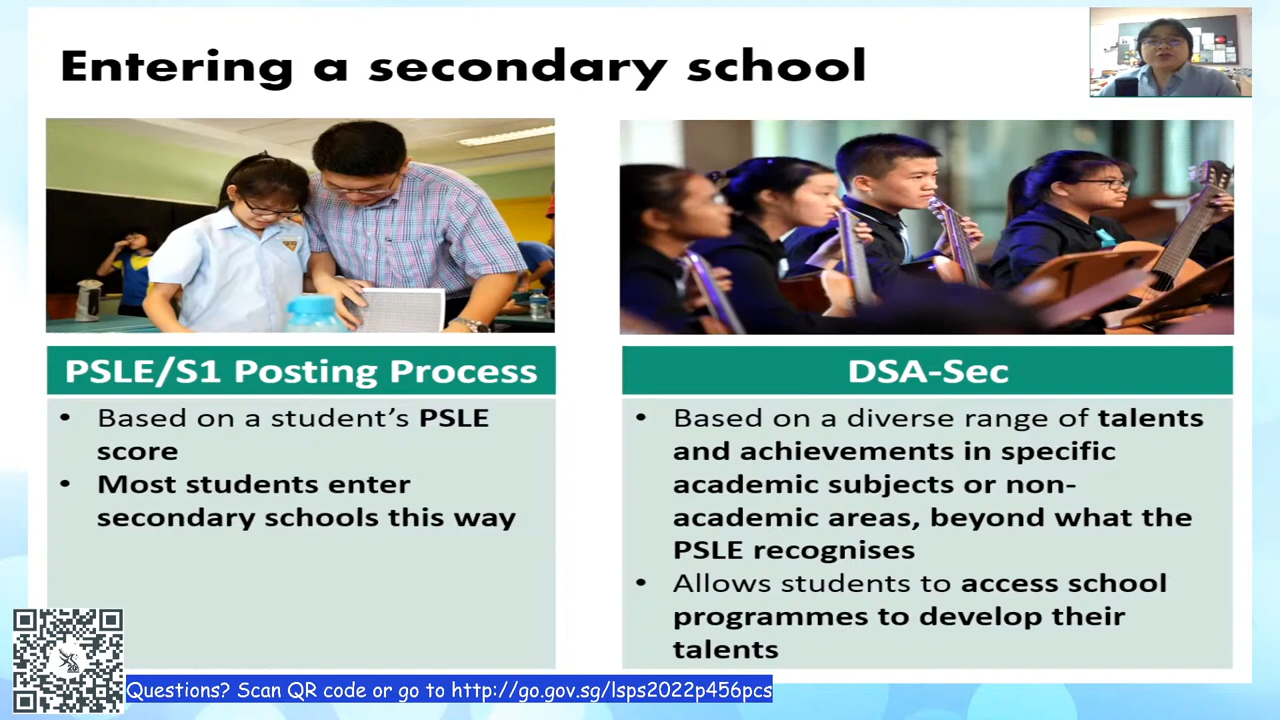 Entering a secondary school
PSLE/S1 Posting Process
• Based on a student’s PSLE
score
• Most students enter
secondary schools this way
DSA-Sec
• Based on a diverse range of talents
and achievements in specific
academic subjects or non-
academic areas, beyond what the
PSLE recognises
• Allows students to access school
programmes to develop their
talents
Questions? Scan QR code or go to http://go.gov.sg/lsps2022p456pcs